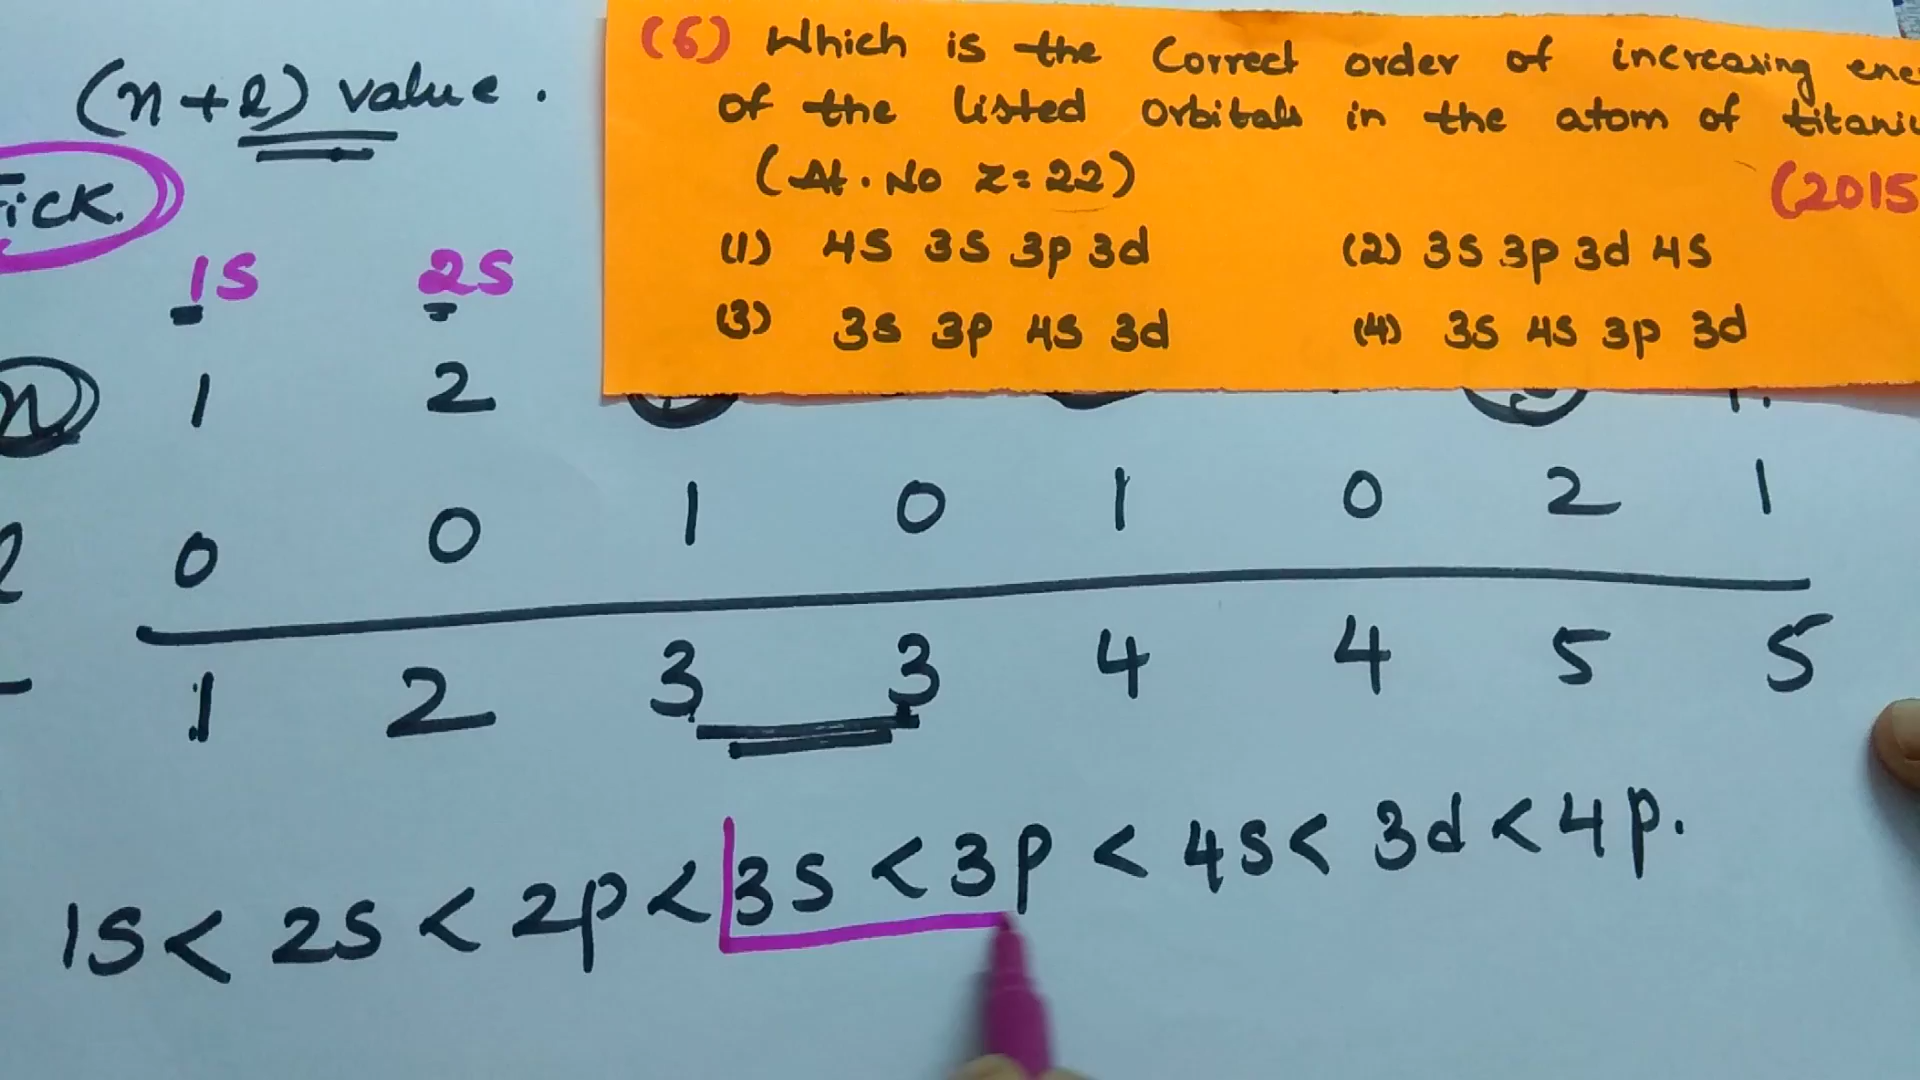 (n+l) value.
(6) Which is the Correct order of increasing
of the listed orbitals in the atom of
(At. No Z=22)
(2015
(1) 4s 3s 3p 3d (2) 3s 3p 3d 4s
(3) 3s 3p 4s 3d (4) 3s 4s 3p 3d
1s 2s
n 1 2
l 0 0 1 0 1 0 2 1
1 2 3 3 4 4 5 5
1s < 2s < 2p < 3s < 3p < 4s < 3d < 4p.